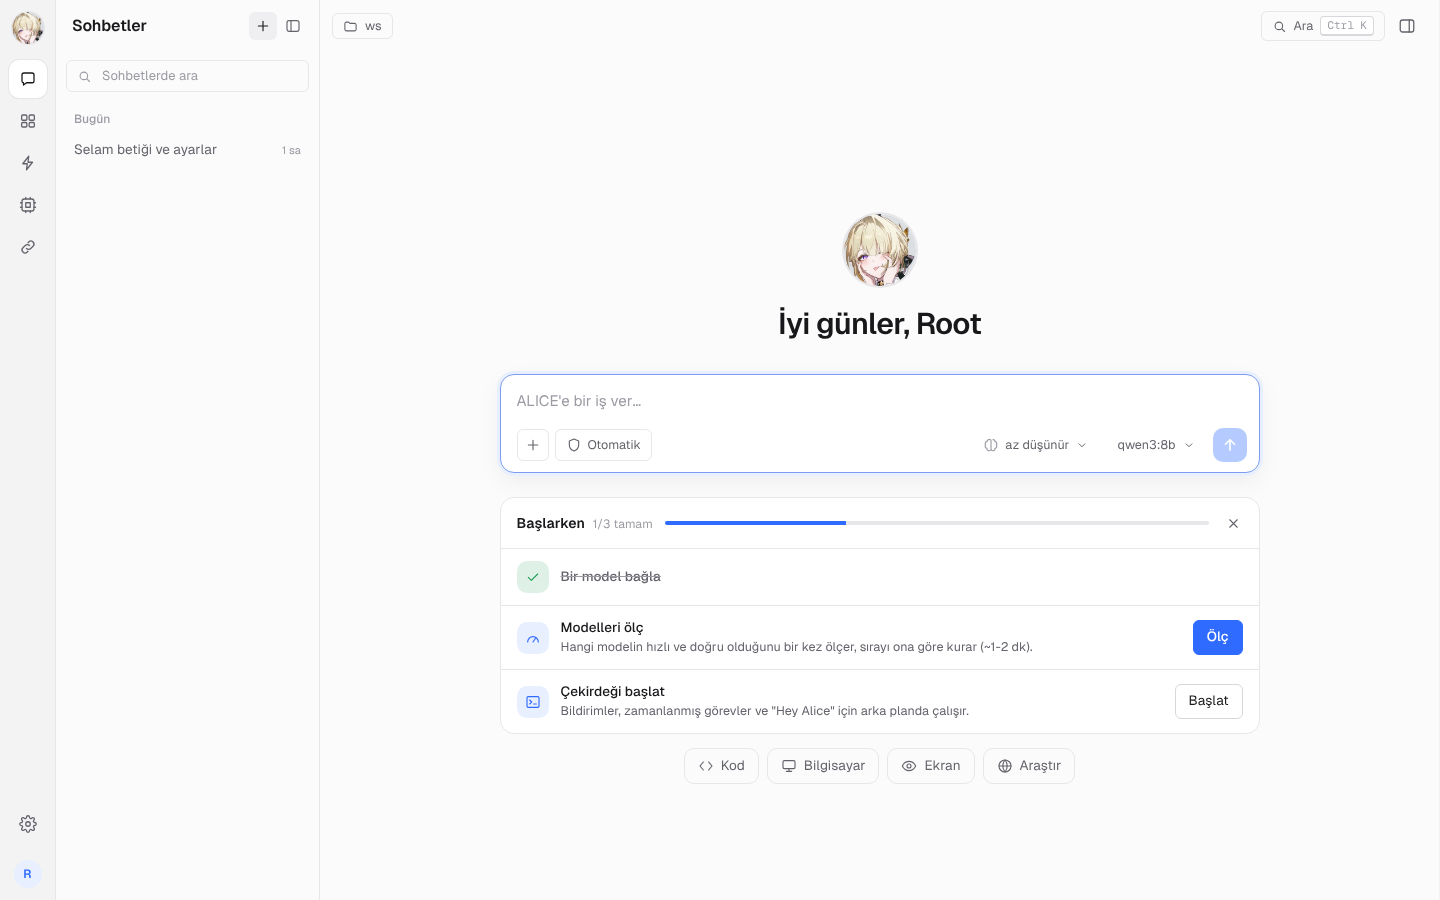 Sohbetler
Sohbetlerde ara
Bugün
Selam betiği ve ayarlar 1 sa
R
ws
Ara Ctrl K
İyi günler, Root
ALICE'e bir iş ver...
Otomatik
az düşünür
qwen3:8b
Başlarken 1/3 tamam
Bir model bağla
Modelleri ölç
Hangi modelin hızlı ve doğru olduğunu bir kez ölçer, sırayı ona göre kurar (~1-2 dk).
Ölç
Çekirdeği başlat
Bildirimler, zamanlanmış görevler ve "Hey Alice" için arka planda çalışır.
Başlat
Kod
Bilgisayar
Ekran
Araştır